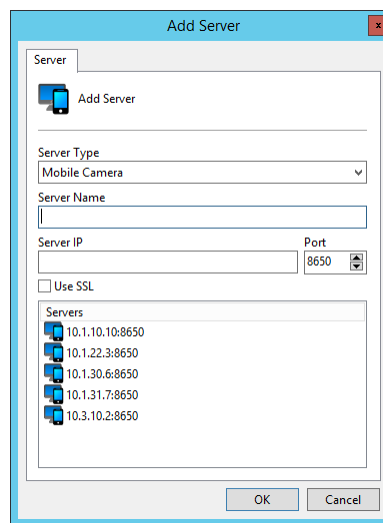 Add Server
x
Server
Add Server
Server Type
Mobile Camera
Server Name
Server IP
Port
8650
Use SSL
Servers
10.1.10.10:8650
10.1.22.3:8650
10.1.30.6:8650
10.1.31.7:8650
10.3.10.2:8650
OK
Cancel